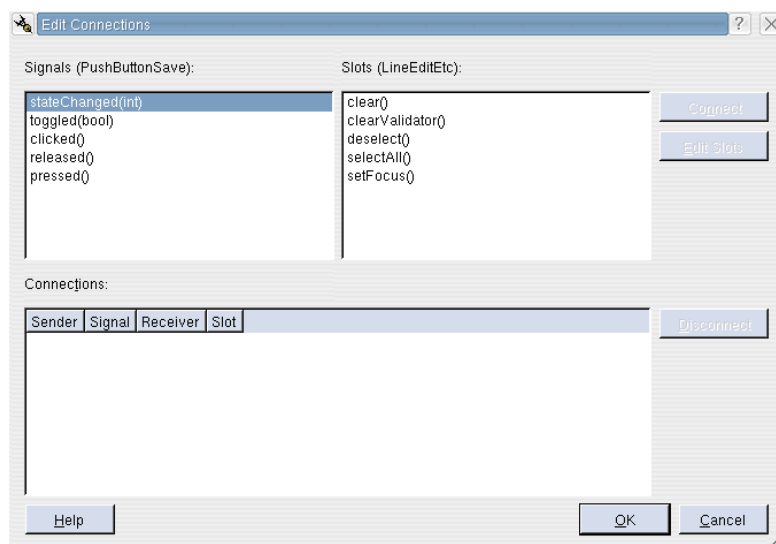 Edit Connections
Signals (PushButtonSave):
Slots (LineEditEtc):
stateChanged(int)
toggled(bool)
clicked()
released()
pressed()
clear()
clearValidator()
deselect()
selectAll()
setFocus()
Connect
Edit Slots
Connections:
Sender Signal Receiver Slot
Disconnect
Help
OK
Cancel